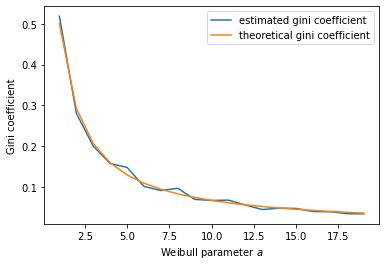 estimated gini coefficient
theoretical gini coefficient
0.5
0.4
0.3
0.2
0.1
Gini coefficient
2.5 5.0 7.5 10.0 12.5 15.0 17.5
Weibull parameter a